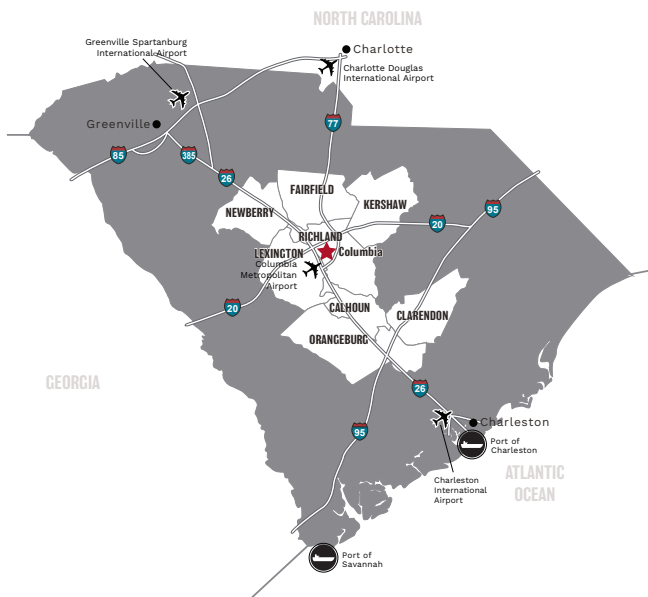 NORTH CAROLINA
Greenville Spartanburg
International Airport
Charlotte
Charlotte Douglas
International Airport
Greenville
77
85
385
26
FAIRFIELD
KERSHAW
NEWBERRY
95
20
RICHLAND
LEXINGTON
Columbia
Columbia
Metropolitan
Airport
20
CALHOUN
CLARENDON
ORANGEBURG
GEORGIA
26
95
Charleston
Port of
Charleston
ATLANTIC
OCEAN
Charleston
International
Airport
Port of
Savannah